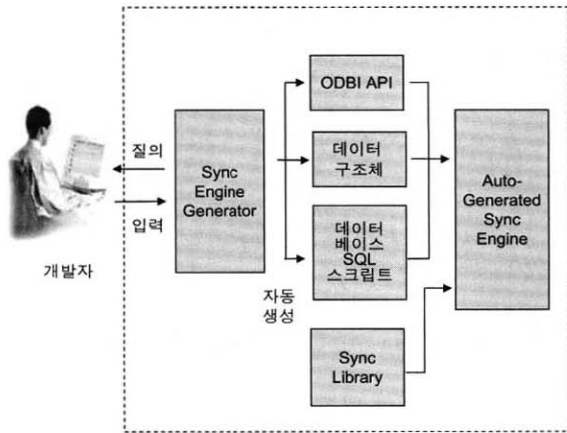 질의
입력
개발자
Sync
Engine
Generator
자동
생성
ODBI API
데이터
구조체
데이터
베이스
SQL
스크립트
Sync
Library
Auto-
Generated
Sync
Engine